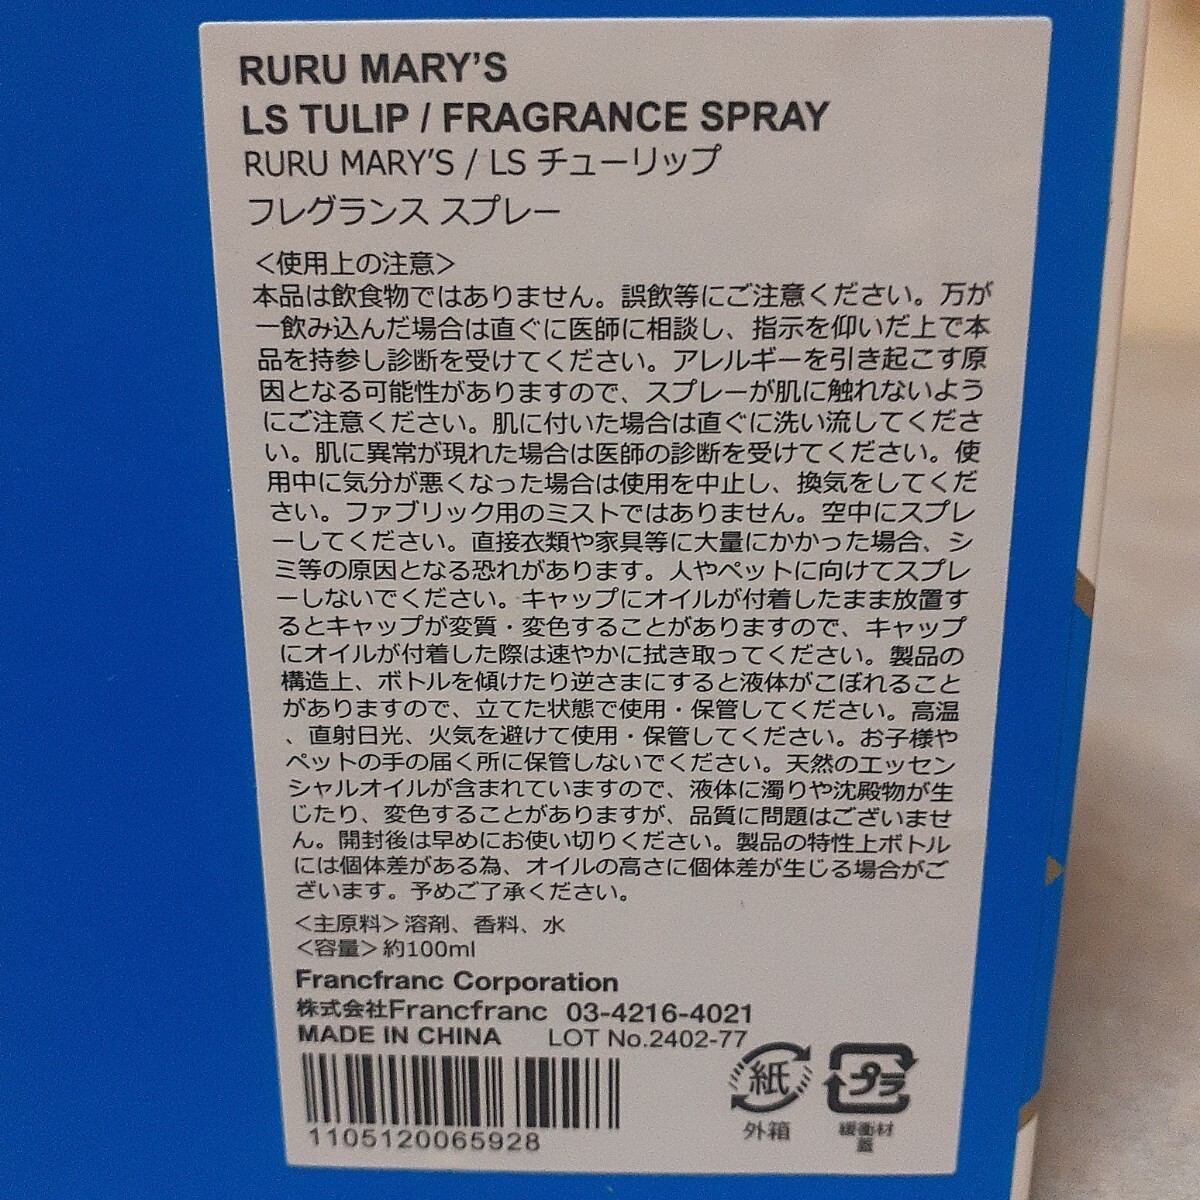 RURU MARY'S
LS TULIP / FRAGRANCE SPRAY
RURU MARY'S / LS チューリップ
フレグランス スプレー
＜使用上の注意＞
本品は飲食物ではありません。誤飲等にご注意ください。万が
一飲み込んだ場合は直ぐに医師に相談し、指示を仰いだ上で本
品を持参し診断を受けてください。アレルギーを引き起こす原
因となる可能性がありますので、スプレーが肌に触れないよう
にご注意ください。肌に付いた場合は直ぐに洗い流してくださ
い。肌に異常が現れた場合は医師の診断を受けてください。使
用中に気分が悪くなった場合は使用を中止し、換気をしてくだ
さい。ファブリック用のミストではありません。空中にスプレ
ーしてください。直接衣類や家具等に大量にかかった場合、シ
ミ等の原因となる恐れがあります。人やペットに向けてスプレ
ーしないでください。キャップにオイルが付着したまま放置す
るとキャップが変質・変色することがありますので、キャップ
にオイルが付着した際は速やかに拭き取ってください。製品の
構造上、ボトルを傾けたり逆さまにすると液体がこぼれること
がありますので、立てた状態で使用・保管してください。高温
、直射日光、火気を避けて使用・保管してください。お子様や
ペットの手の届く所に保管しないでください。天然のエッセン
シャルオイルが含まれていますので、液体に濁りや沈殿物が生
じたり、変色することがありますが、品質に問題はございませ
ん。開封後は早めにお使い切りください。製品の特性上ボトル
には個体差がある為、オイルの高さに個体差が生じる場合がご
ざいます。予めご了承ください。
＜主原料＞溶剤、香料、水
＜容量＞約100ml
Francfranc Corporation
株式会社Francfranc 03-4216-4021
MADE IN CHINA LOT No.2402-77
1105120065928
紙
外箱
プラ
緩衝材
蓋